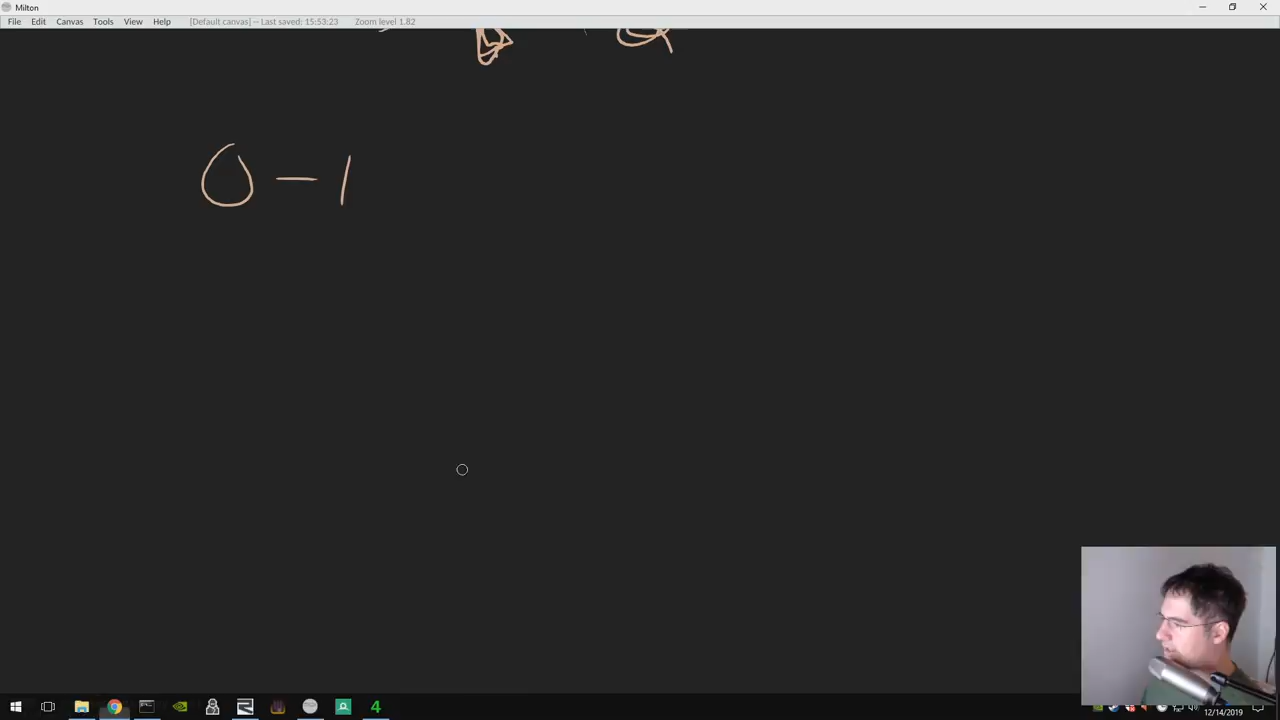 Milton
File Edit Canvas Tools View Help [Default canvas] — Last saved: 15:53:23 Zoom level 1.82
0 – 1
4
12/14/2019